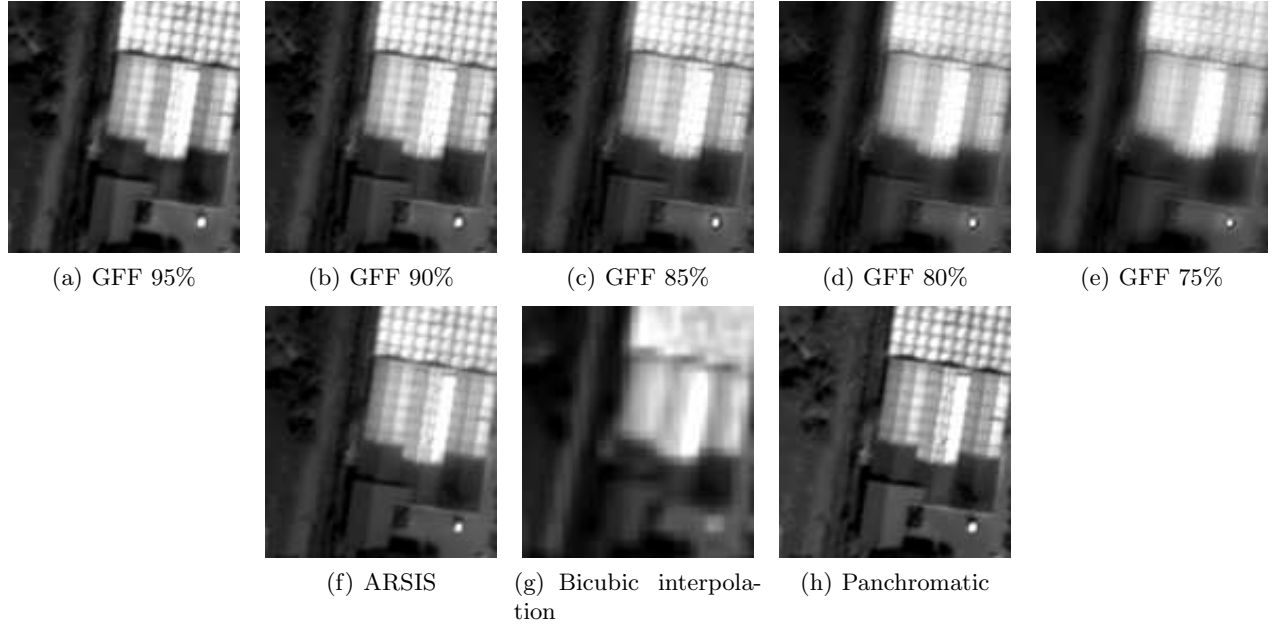 (a) GFF 95%
(b) GFF 90%
(c) GFF 85%
(d) GFF 80%
(e) GFF 75%
(f) ARSIS
(g) Bicubic interpola-
tion
(h) Panchromatic